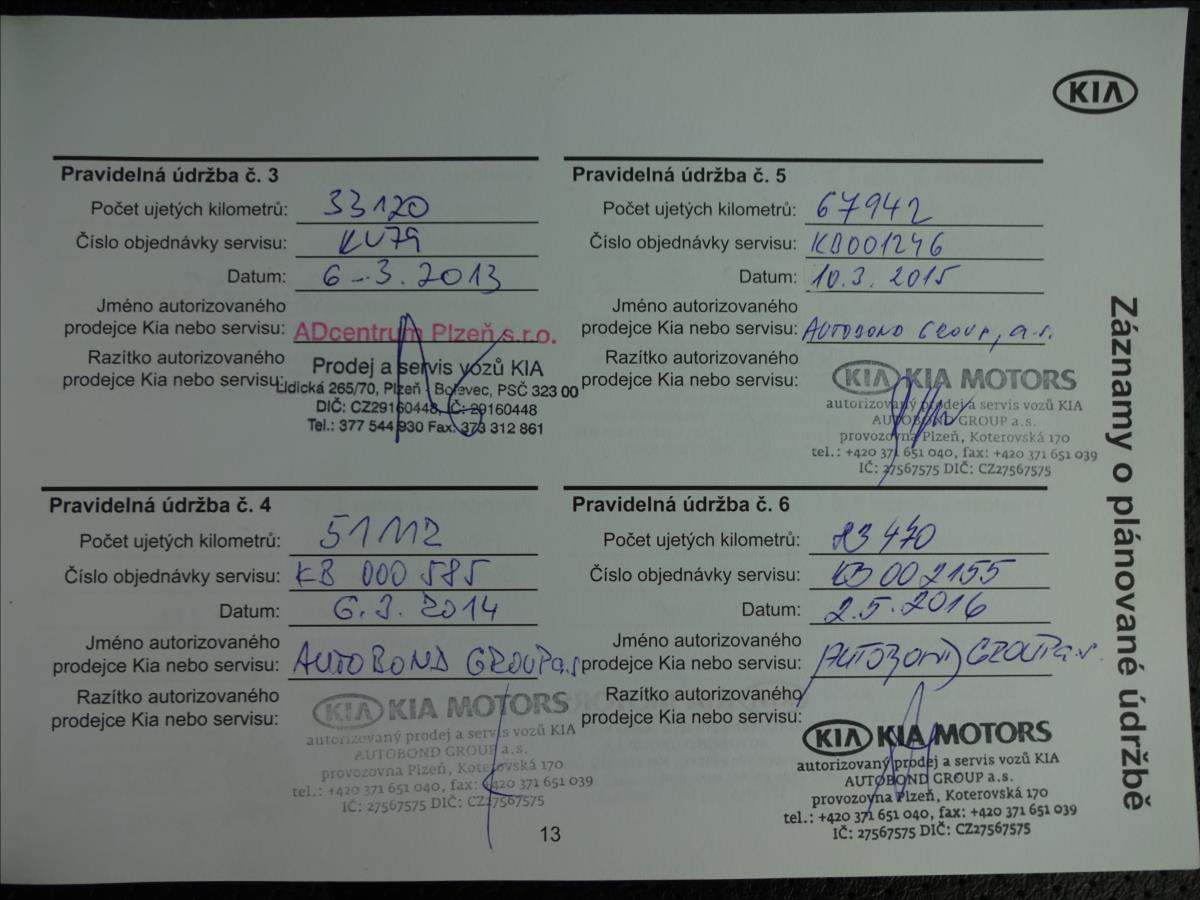 KIA
Pravidelná údržba č. 3
Počet ujetých kilometrů: 33120
Číslo objednávky servisu: KU79
Datum: 6-3.2013
Jméno autorizovaného
prodejce Kia nebo servisu: ADcentrum Plzeň s.r.o.
Razítko autorizovaného
prodejce Kia nebo servisu:
Prodej a servis vozů KIA
Lidická 265/70, Plzeň Bolevec, PSČ 323 00
DIČ: CZ29160448, IČ: 29160448
Tel.: 377 544 930 Fax: 373 312 861
Pravidelná údržba č. 4
Počet ujetých kilometrů: 51112
Číslo objednávky servisu: KB 000 585
Datum: 6.3. 2014
Jméno autorizovaného
prodejce Kia nebo servisu: AUTOBOND GROUP a.s
Razítko autorizovaného
prodejce Kia nebo servisu:
KIA KIA MOTORS
autorizovaný prodej a servis vozů KIA
AUTOBOND GROUP a.s.
provozovna Plzeň, Koterovská 170
tel.: +420 371 651 040, fax: +420 371 651 039
IČ: 27567575 DIČ: CZ27567575
Pravidelná údržba č. 5
Počet ujetých kilometrů: 67942
Číslo objednávky servisu: KB001246
Datum: 10.3. 2015
Jméno autorizovaného
prodejce Kia nebo servisu: AUTOBOND GROUP, a.s.
Razítko autorizovaného
prodejce Kia nebo servisu:
KIA KIA MOTORS
autorizovaný prodej a servis vozů KIA
AUTOBOND GROUP a.s.
provozovna Plzeň, Koterovská 170
tel.: +420 371 651 040, fax: +420 371 651 039
IČ: 27567575 DIČ: CZ27567575
Pravidelná údržba č. 6
Počet ujetých kilometrů: 83470
Číslo objednávky servisu: KB002155
Datum: 2.5.2016
Jméno autorizovaného
prodejce Kia nebo servisu: AUTOBOND GROUP a.s
Razítko autorizovaného
prodejce Kia nebo servisu:
KIA KIA MOTORS
autorizovaný prodej a servis vozů KIA
AUTOBOND GROUP a.s.
provozovna Plzeň, Koterovská 170
tel.: +420 371 651 040, fax: +420 371 651 039
IČ: 27567575 DIČ: CZ27567575
Záznamy o plánované údržbě
13